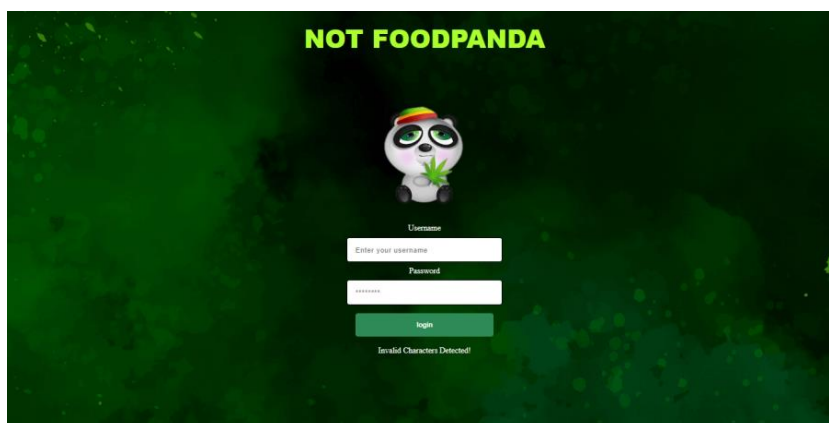 NOT FOODPANDA
Username
Enter your username
Password
********
login
Invalid Characters Detected!